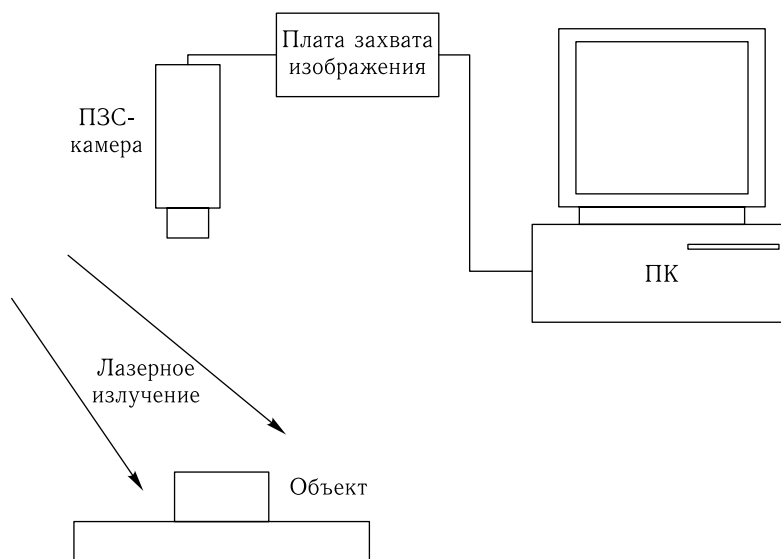 Плата захвата
изображения
ПЗС-
камера
ПК
Лазерное
излучение
Объект